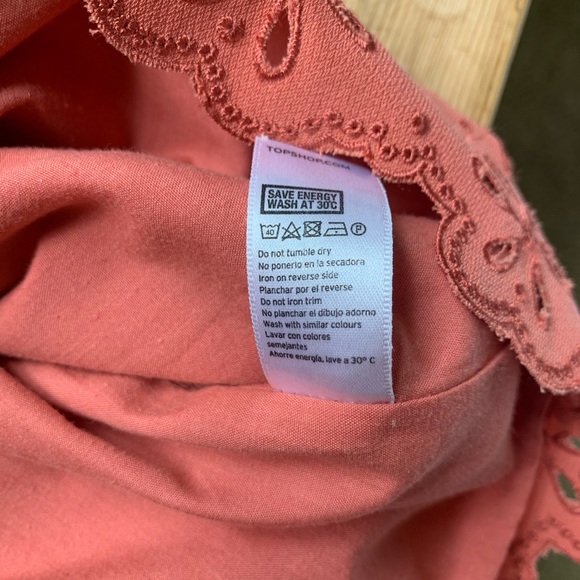 TOPSHOP.COM
SAVE ENERGY
WASH AT 30°C
40 P
Do not tumble dry
No ponerlo en la secadora
Iron on reverse side
Planchar por el reverse
Do not iron trim
No planchar el dibujo adorno
Wash with similar colours
Lavar con colores
semejantes
Ahorre energía, lave a 30° C